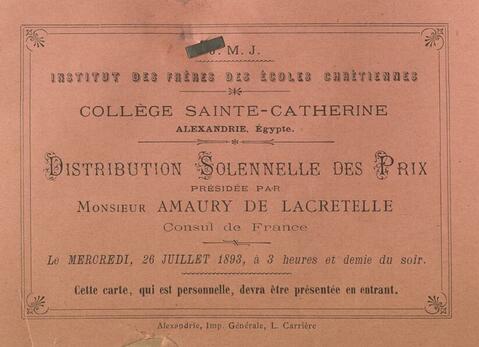 J. M. J.
INSTITUT DES FRÈRES DES ÉCOLES CHRÉTIENNES
COLLÈGE SAINTE-CATHERINE
ALEXANDRIE, Égypte.
DISTRIBUTION SOLENNELLE DES PRIX
PRÉSIDÉE PAR
MONSIEUR AMAURY DE LACRETELLE
Consul de France
Le MERCREDI, 26 JUILLET 1893, à 3 heures et demie du soir.
Cette carte, qui est personnelle, devra être présentée en entrant.
Alexandrie, Imp. Générale, L. Carrière